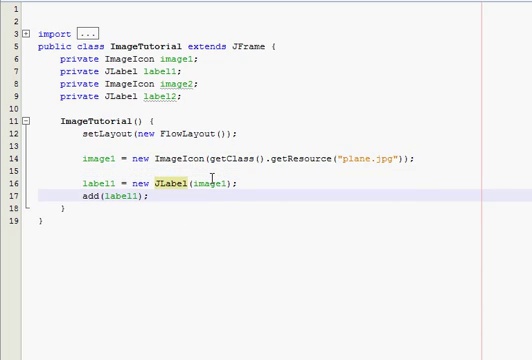 1
2
3 import ...
5 public class ImageTutorial extends JFrame {
6 private ImageIcon image1;
7 private JLabel label1;
8 private ImageIcon image2;
9 private JLabel label2;
10
11 ImageTutorial() {
12 setLayout(new FlowLayout());
13
14 image1 = new ImageIcon(getClass().getResource("plane.jpg"));
15
16 label1 = new JLabel(image1);
17 add(label1);
18 }
19 }